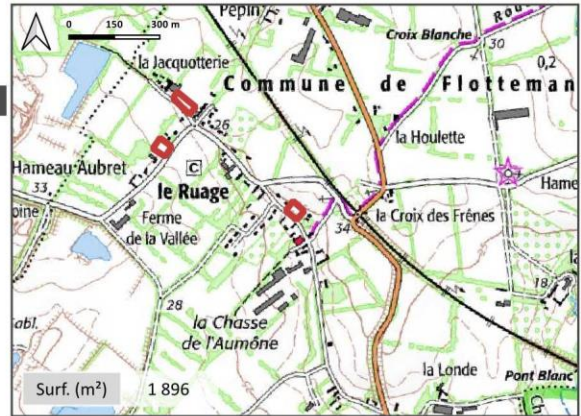 0 150 300 m
Pépin
la Jacquotterie
Croix Blanche
30
0,2
Commune de Flotteman
26
la Houlette
Hameau-Aubret
C
33
le Ruage
Hame
Ferme
de la Vallée
la Croix des Frênes
34
28
18
la Chasse
de l'Aumône
la Londe
Pont Blanc
Surf. (m²) 1 896